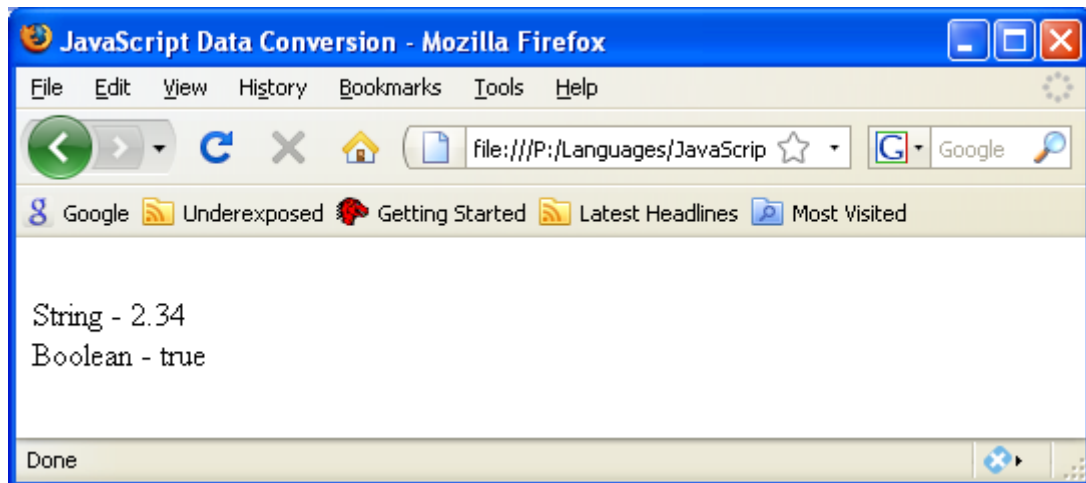 JavaScript Data Conversion - Mozilla Firefox
File Edit View History Bookmarks Tools Help
file:///P:/Languages/JavaScrip G Google
g Google Underexposed Getting Started Latest Headlines Most Visited
String - 2.34
Boolean - true
Done